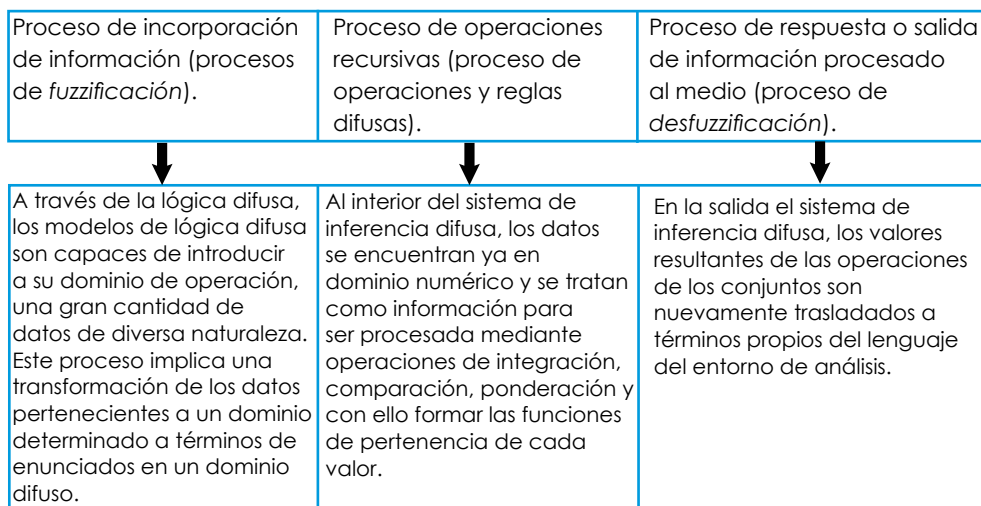 Proceso de incorporación
de información (procesos
de fuzzificación).
Proceso de operaciones
recursivas (proceso de
operaciones y reglas
difusas).
Proceso de respuesta o salida
de información procesado
al medio (proceso de
desfuzzificación).
A través de la lógica difusa,
los modelos de lógica difusa
son capaces de introducir
a su dominio de operación,
una gran cantidad de
datos de diversa naturaleza.
Este proceso implica una
transformación de los datos
pertenecientes a un dominio
determinado a términos de
enunciados en un dominio
difuso.
Al interior del sistema de
inferencia difusa, los datos
se encuentran ya en
dominio numérico y se tratan
como información para
ser procesada mediante
operaciones de integración,
comparación, ponderación y
con ello formar las funciones
de pertenencia de cada
valor.
En la salida el sistema de
inferencia difusa, los valores
resultantes de las operaciones
de los conjuntos son
nuevamente trasladados a
términos propios del lenguaje
del entorno de análisis.